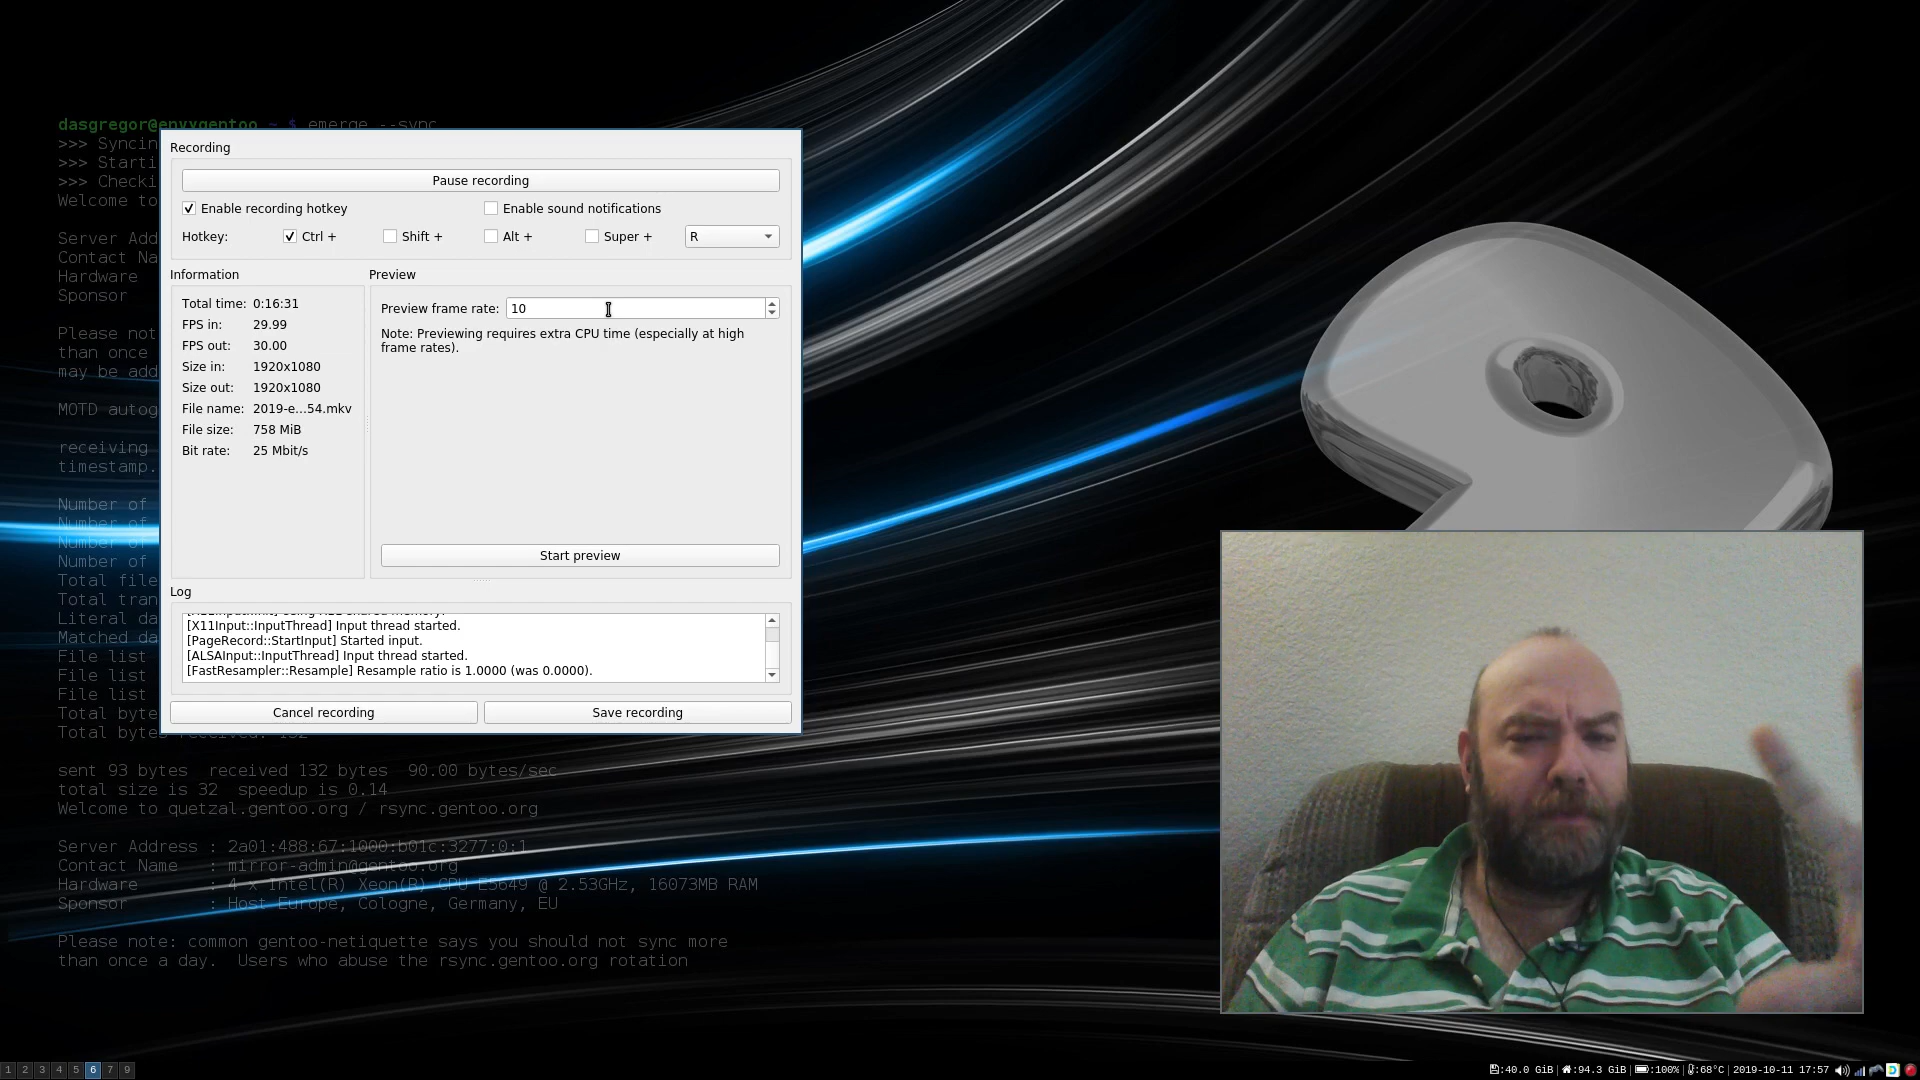 dasgregor@envygentoo ~ $ emerge --sync
>>> Syncin
>>> Starti
>>> Checki
Welcome to
Server Add
Contact Na
Hardware
Sponsor
Please not
than once
may be add
MOTD autog
receiving
timestamp.
Number of
Number of
Number of
Number of
Total file
Total tran
Literal da
Matched da
File list
File list
File list
Total byte
Total bytes received: 132
sent 93 bytes  received 132 bytes  90.00 bytes/sec
total size is 32  speedup is 0.14
Welcome to quetzal.gentoo.org / rsync.gentoo.org
Server Address : 2a01:488:67:1000:b01c:3277:0:1
Contact Name   : mirror-admin@gentoo.org
Hardware       : 4 x Intel(R) Xeon(R) CPU E5649 @ 2.53GHz, 16073MB RAM
Sponsor        : Host Europe, Cologne, Germany, EU
Please note: common gentoo-netiquette says you should not sync more
than once a day.  Users who abuse the rsync.gentoo.org rotation
Recording
Pause recording
Enable recording hotkey
Enable sound notifications
Hotkey: Ctrl + Shift + Alt + Super + R
Information
Total time: 0:16:31
FPS in: 29.99
FPS out: 30.00
Size in: 1920x1080
Size out: 1920x1080
File name: 2019-e...54.mkv
File size: 758 MiB
Bit rate: 25 Mbit/s
Preview
Preview frame rate: 10
Note: Previewing requires extra CPU time (especially at high
frame rates).
Start preview
Log
[X11Input::InputThread] Input thread started.
[PageRecord::StartInput] Started input.
[ALSAInput::InputThread] Input thread started.
[FastResampler::Resample] Resample ratio is 1.0000 (was 0.0000).
Cancel recording
Save recording
1 2 3 4 5 6 7 9
:40.0 GiB | :94.3 GiB | :100% | :68°C | 2019-10-11 17:57